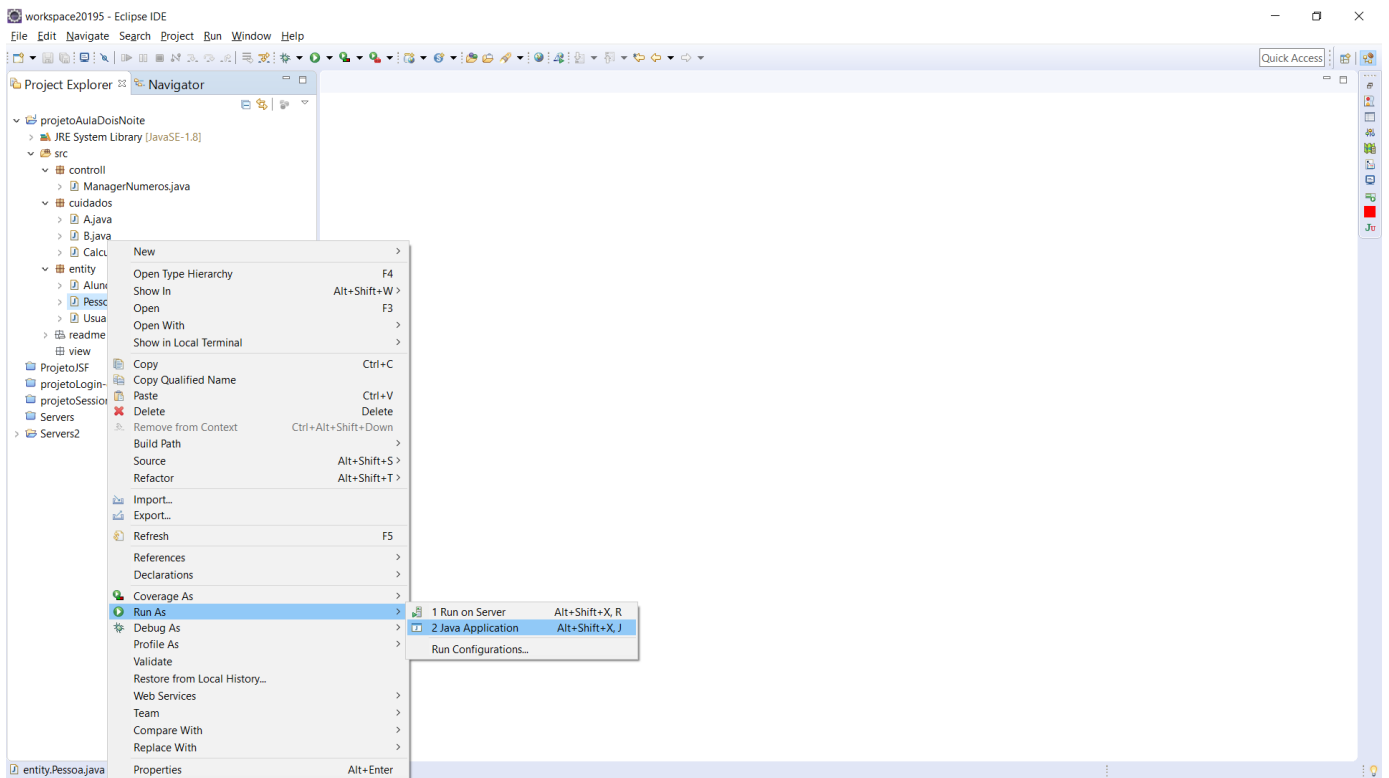 workspace20195 - Eclipse IDE
File Edit Navigate Search Project Run Window Help
Quick Access
Project Explorer Navigator
projetoAulaDoisNoite
JRE System Library [JavaSE-1.8]
src
controll
ManagerNumeros.java
cuidados
A.java
B.java
Calcu
entity
Alun
Pesso
Usua
readme
view
ProjetoJSF
projetoLogin-
projetoSession
Servers
Servers2
New
Open Type Hierarchy F4
Show In Alt+Shift+W
Open F3
Open With
Show in Local Terminal
Copy Ctrl+C
Copy Qualified Name
Paste Ctrl+V
Delete Delete
Remove from Context Ctrl+Alt+Shift+Down
Build Path
Source Alt+Shift+S
Refactor Alt+Shift+T
Import...
Export...
Refresh F5
References
Declarations
Coverage As
Run As
Debug As
Profile As
Validate
Restore from Local History...
Web Services
Team
Compare With
Replace With
Properties Alt+Enter
1 Run on Server Alt+Shift+X, R
2 Java Application Alt+Shift+X, J
Run Configurations...
entity.Pessoa.java
Ju